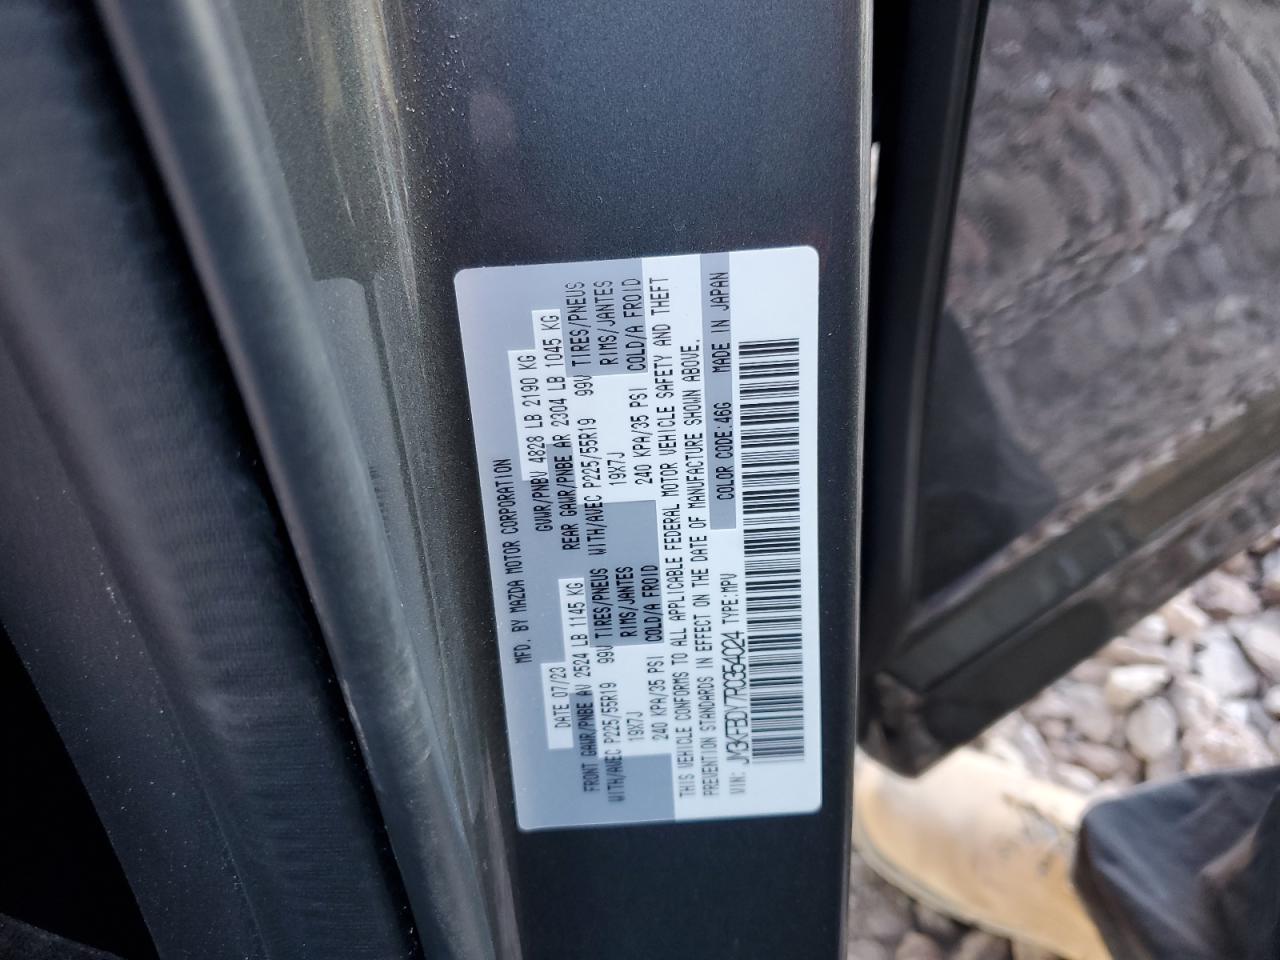 MFD. BY MAZDA MOTOR CORPORATION
DATE 07/23 GVWR/PNBV 4828 LB 2190 KG
FRONT GAWR/PNBE AV 2524 LB 1145 KG REAR GAWR/PNBE AR 2304 LB 1045 KG
WITH/AVEC P225/55R19 99V TIRES/PNEUS WITH/AVEC P225/55R19 99V TIRES/PNEUS
19X7J RIMS/JANTES 19X7J RIMS/JANTES
240 KPA/35 PSI COLD/A FROID 240 KPA/35 PSI COLD/A FROID
THIS VEHICLE CONFORMS TO ALL APPLICABLE FEDERAL MOTOR VEHICLE SAFETY AND THEFT
PREVENTION STANDARDS IN EFFECT ON THE DATE OF MANUFACTURE SHOWN ABOVE.
VIN: JM3KFBDY7R0354024 TYPE:MPV COLOR CODE:46G MADE IN JAPAN